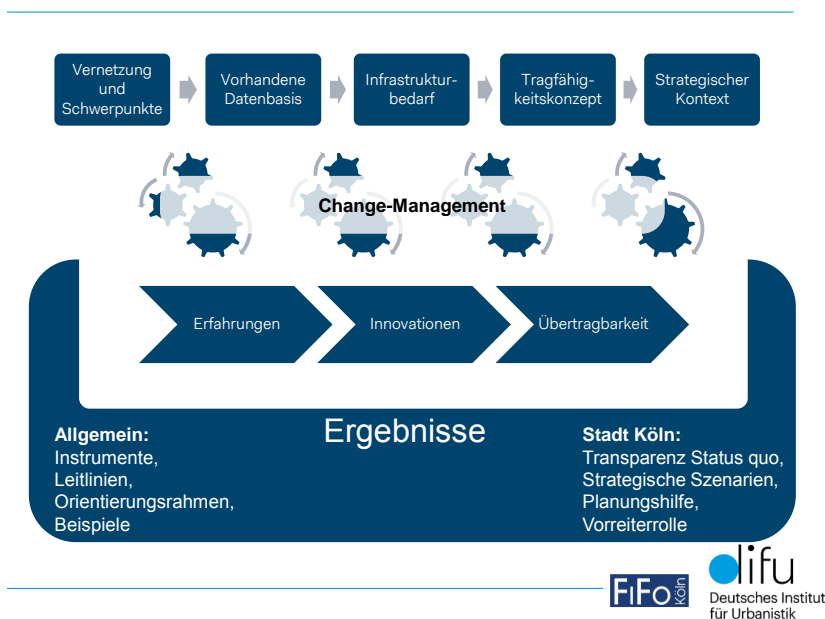 Vernetzung
und
Schwerpunkte
Vorhandene
Datenbasis
Infrastruktur-
bedarf
Tragfähig-
keitskonzept
Strategischer
Kontext
Change-Management
Erfahrungen
Innovationen
Übertragbarkeit
Ergebnisse
Allgemein:
Instrumente,
Leitlinien,
Orientierungsrahmen,
Beispiele
Stadt Köln:
Transparenz Status quo,
Strategische Szenarien,
Planungshilfe,
Vorreiterrolle
FiFo Köln
difu
Deutsches Institut
für Urbanistik